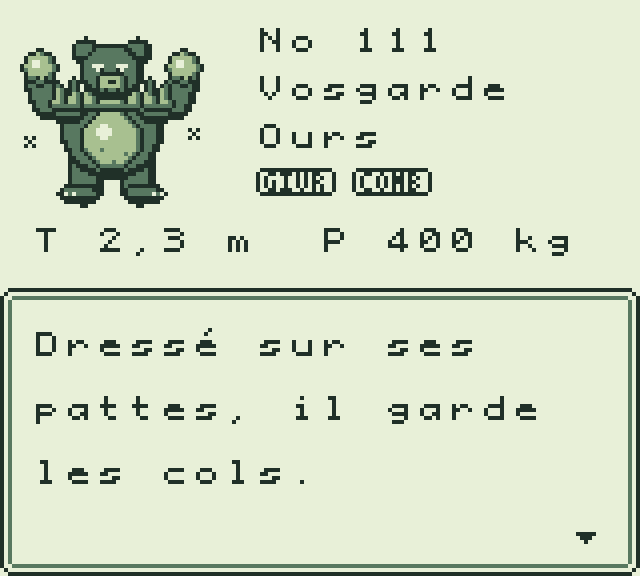 No 111
Vosgarde
Ours
GIVR COMB
T 2,3 m P 400 kg
Dressé sur ses
pattes, il garde
les cols.